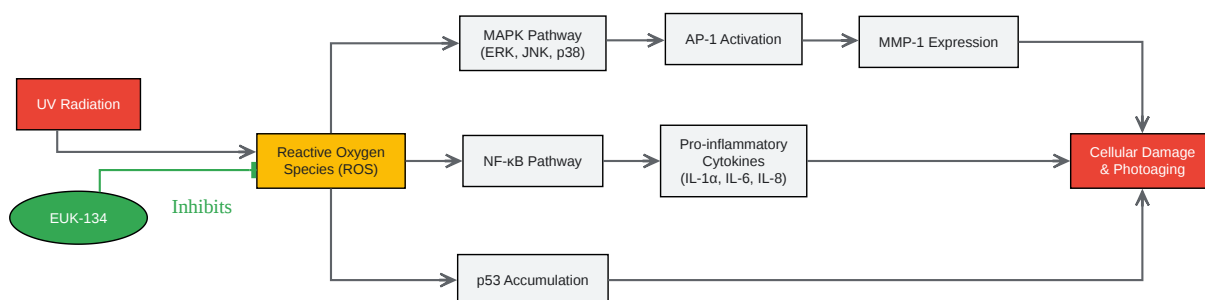 MAPK Pathway
(ERK, JNK, p38)
AP-1 Activation
MMP-1 Expression
UV Radiation
Reactive Oxygen
Species (ROS)
NF-κB Pathway
Pro-inflammatory
Cytokines
(IL-1α, IL-6, IL-8)
Cellular Damage
& Photoaging
EUK-134
Inhibits
p53 Accumulation